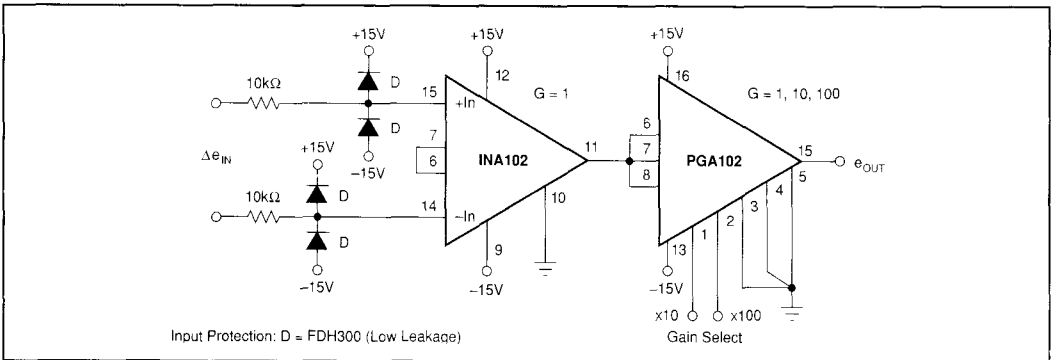 +15V
+15V
+15V
10kΩ
D
12
G = 1
16
G = 1, 10, 100
15
+In
D
7
6
–15V
+15V
ΔeIN
6
INA102
11
7
PGA102
15
eOUT
8
5
10kΩ
D
10
4
14
–In
3
D
2
9
13
1
–15V
–15V
–15V
x10
x100
Input Protection: D = FDH300 (Low Leakage)
Gain Select